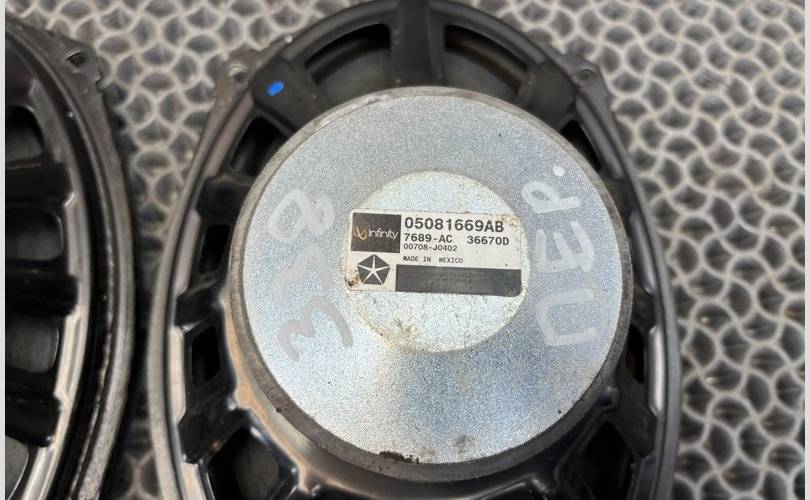 Infinity
05081669AB
7689-AC 36670D
00708-J0402
MADE IN MEXICO
338
ПЕР.